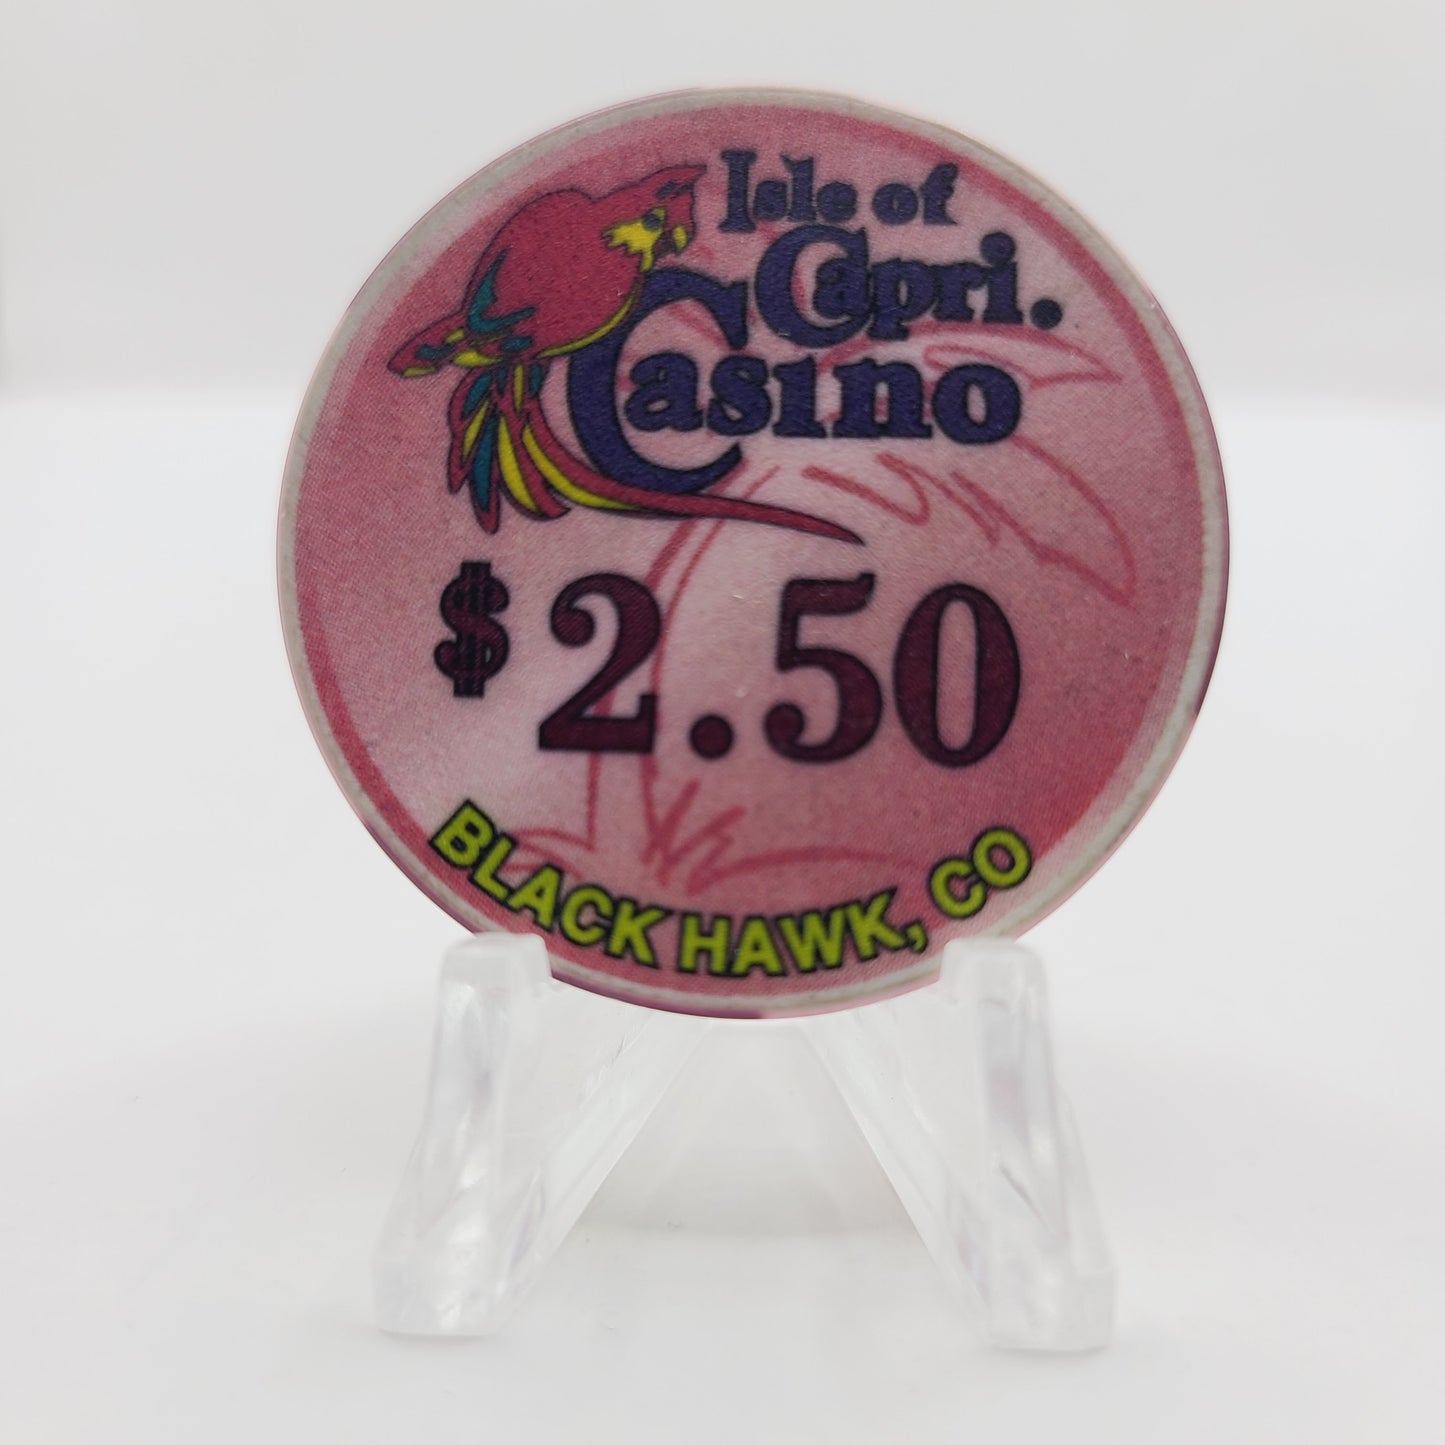 Isle of
Capri.
Casino
$2.50
BLACK HAWK, CO